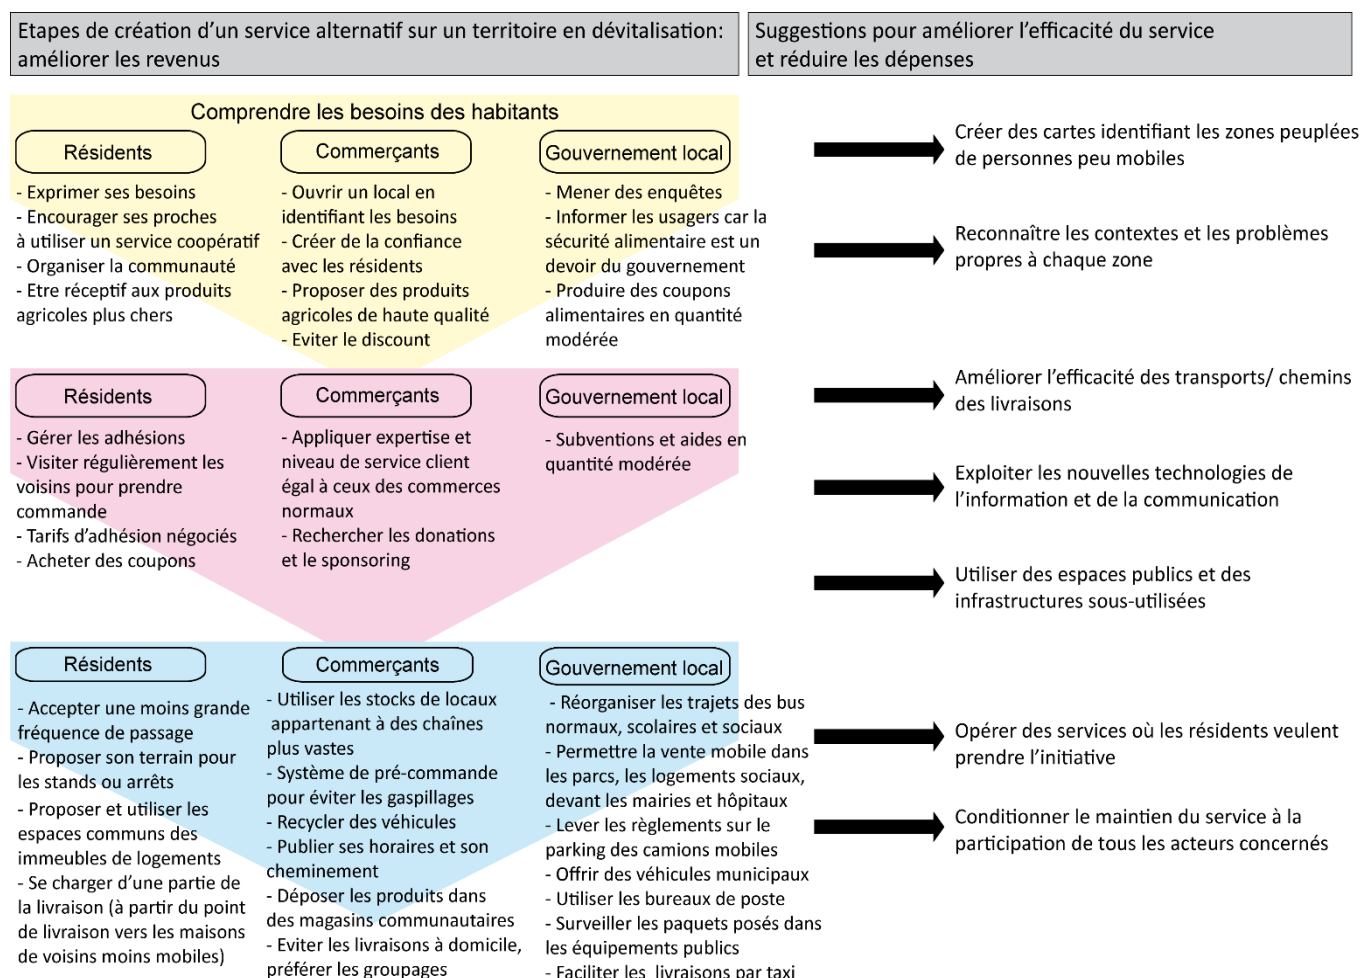 Etapes de création d'un service alternatif sur un territoire en dévitalisation:
améliorer les revenus
Suggestions pour améliorer l'efficacité du service
et réduire les dépenses
Comprendre les besoins des habitants
Résidents
- Exprimer ses besoins
- Encourager ses proches
à utiliser un service coopératif
- Organiser la communauté
- Etre réceptif aux produits
agricoles plus chers
Commerçants
- Ouvrir un local en
identifiant les besoins
- Créer de la confiance
avec les résidents
- Proposer des produits
agricoles de haute qualité
- Eviter le discount
Gouvernement local
- Mener des enquêtes
- Informer les usagers car la
sécurité alimentaire est un
devoir du gouvernement
- Produire des coupons
alimentaires en quantité
modérée
Créer des cartes identifiant les zones peuplées
de personnes peu mobiles
Reconnaître les contextes et les problèmes
propres à chaque zone
Résidents
- Gérer les adhésions
- Visiter régulièrement les
voisins pour prendre
commande
- Tarifs d'adhésion négociés
- Acheter des coupons
Commerçants
- Appliquer expertise et
niveau de service client
égal à ceux des commerces
normaux
- Rechercher les donations
et le sponsoring
Gouvernement local
- Subventions et aides en
quantité modérée
Améliorer l'efficacité des transports/ chemins
des livraisons
Exploiter les nouvelles technologies de
l'information et de la communication
Utiliser des espaces publics et des
infrastructures sous-utilisées
Résidents
- Accepter une moins grande
fréquence de passage
- Proposer son terrain pour
les stands ou arrêts
- Proposer et utiliser les
espaces communs des
immeubles de logements
- Se charger d'une partie de
la livraison (à partir du point
de livraison vers les maisons
de voisins moins mobiles)
Commerçants
- Utiliser les stocks de locaux
appartenant à des chaînes
plus vastes
- Système de pré-commande
pour éviter les gaspillages
- Recycler des véhicules
- Publier ses horaires et son
cheminement
- Déposer les produits dans
des magasins communautaires
- Eviter les livraisons à domicile,
préférer les groupages
Gouvernement local
- Réorganiser les trajets des bus
normaux, scolaires et sociaux
- Permettre la vente mobile dans
les parcs, les logements sociaux,
devant les mairies et hôpitaux
- Lever les règlements sur le
parking des camions mobiles
- Offrir des véhicules municipaux
- Utiliser les bureaux de poste
- Surveiller les paquets posés dans
les équipements publics
- Faciliter les livraisons par taxi
Opérer des services où les résidents veulent
prendre l'initiative
Conditionner le maintien du service à la
participation de tous les acteurs concernés